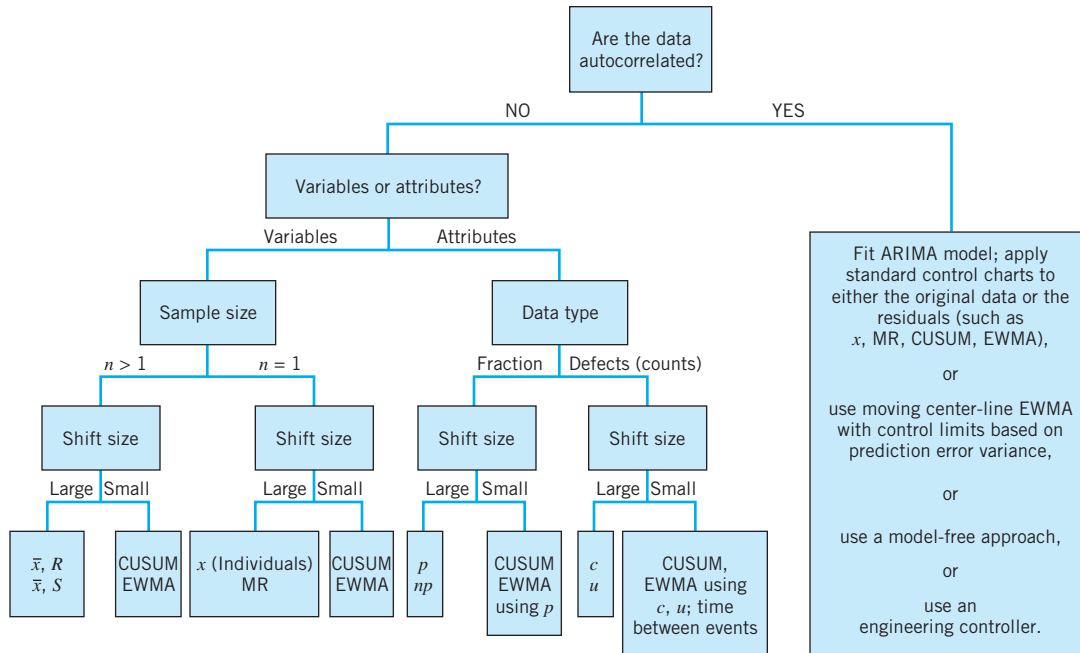 Are the data
autocorrelated?
NO
YES
Variables or attributes?
Variables
Attributes
Sample size
Data type
n > 1
n = 1
Fraction
Defects (counts)
Shift size
Shift size
Shift size
Shift size
Large
Small
Large
Small
Large
Small
Large
Small
x̅, R
x̅, S
CUSUM
EWMA
x (Individuals)
MR
CUSUM
EWMA
p
np
CUSUM
EWMA
using p
c
u
CUSUM,
EWMA using
c, u; time
between events
Fit ARIMA model; apply
standard control charts to
either the original data or the
residuals (such as
x, MR, CUSUM, EWMA),
or
use moving center-line EWMA
with control limits based on
prediction error variance,
or
use a model-free approach,
or
use an
engineering controller.